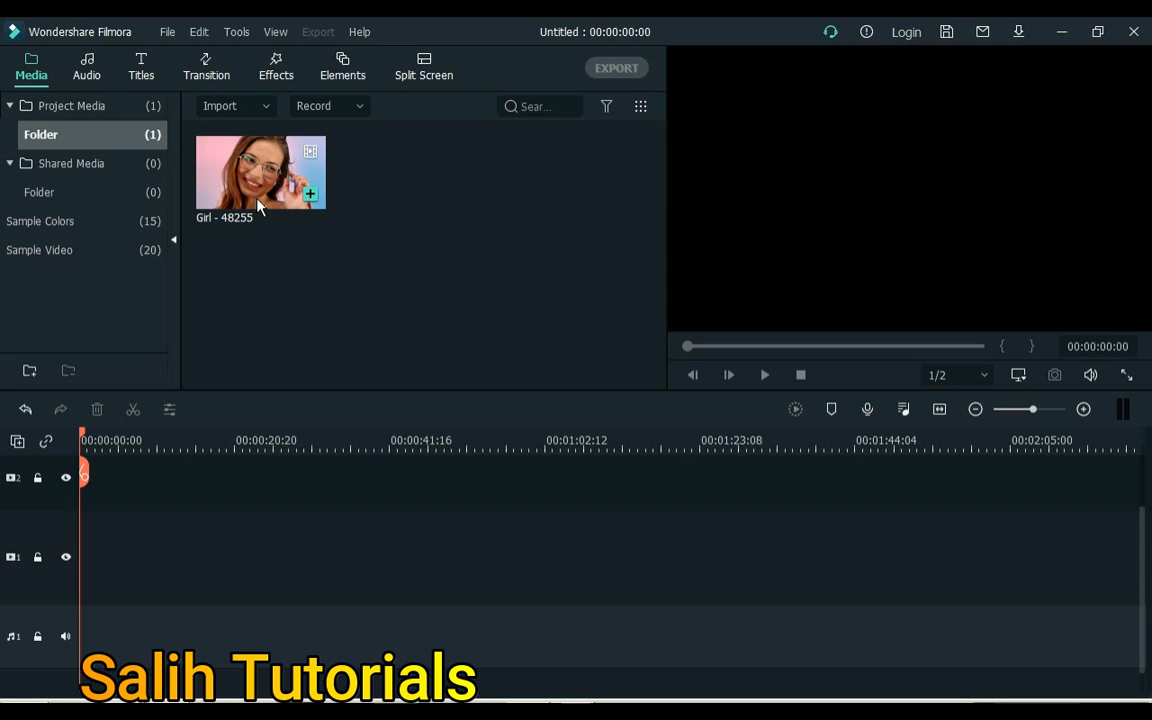 Wondershare Filmora File Edit Tools View Export Help Untitled : 00:00:00:00 Login
Media Audio Titles Transition Effects Elements Split Screen EXPORT
Project Media (1) Import Record Sear...
Folder (1)
Shared Media (0)
Folder (0)
Girl - 48255
Sample Colors (15)
Sample Video (20)
{ } 00:00:00:00
1/2
00:00:00:00 00:00:20:20 00:00:41:16 00:01:02:12 00:01:23:08 00:01:44:04 00:02:05:00
2
1
1
Salih Tutorials